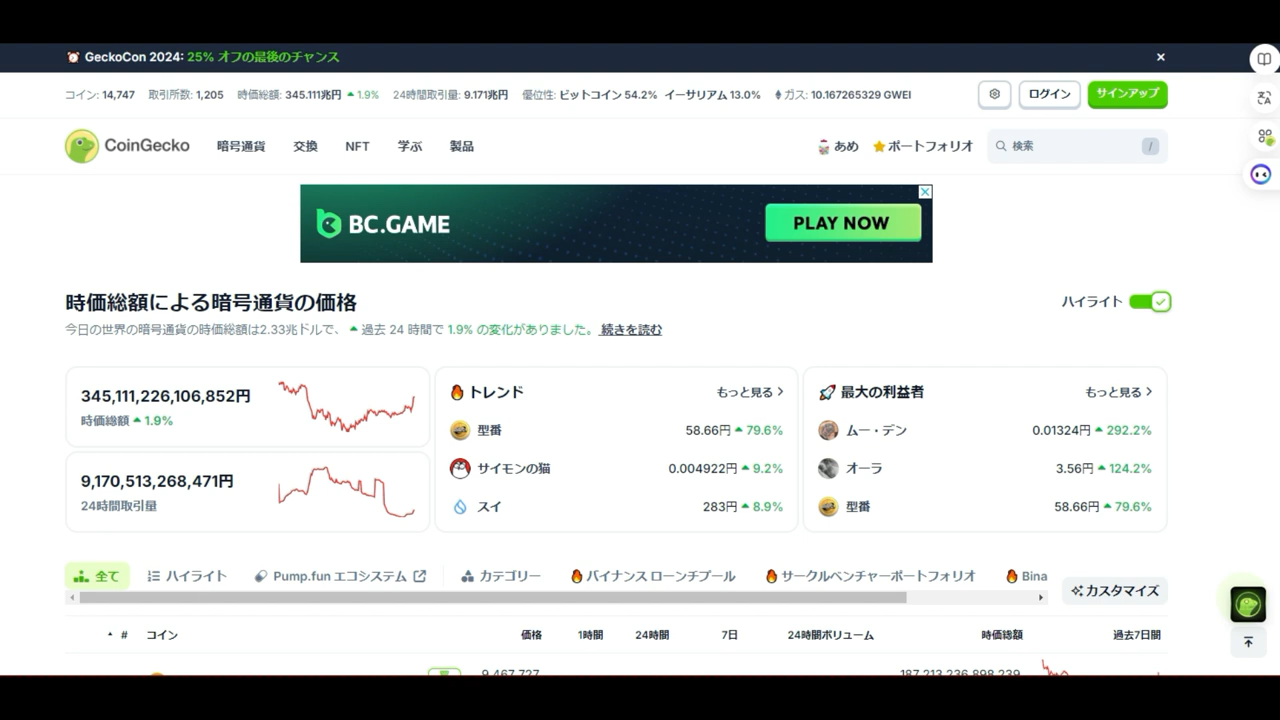 GeckoCon 2024: 25% オフの最後のチャンス
コイン: 14,747 取引所数: 1,205 時価総額: 345.111兆円 1.9% 24時間取引量: 9.171兆円 優位性: ビットコイン 54.2% イーサリアム 13.0% ガス: 10.167265329 GWEI ログイン サインアップ
CoinGecko 暗号通貨 交換 NFT 学ぶ 製品 あめ ポートフォリオ 検索 /
BC.GAME PLAY NOW
時価総額による暗号通貨の価格 ハイライト
今日の世界の暗号通貨の時価総額は2.33兆ドルで、 過去 24 時間で 1.9% の変化がありました。 続きを読む
345,111,226,106,852円
時価総額 1.9%
9,170,513,268,471円
24時間取引量
トレンド もっと見る
型番 58.66円 79.6%
サイモンの猫 0.004922円 9.2%
スイ 283円 8.9%
最大の利益者 もっと見る
ムー・デン 0.01324円 292.2%
オーラ 3.56円 124.2%
型番 58.66円 79.6%
全て ハイライト Pump.fun エコシステム カテゴリー バイナンス ローンチプール サークルベンチャーポートフォリオ Bina カスタマイズ
# コイン 価格 1時間 24時間 7日 24時間ボリューム 時価総額 過去7日間
9,467,727 187,213,236,898,239